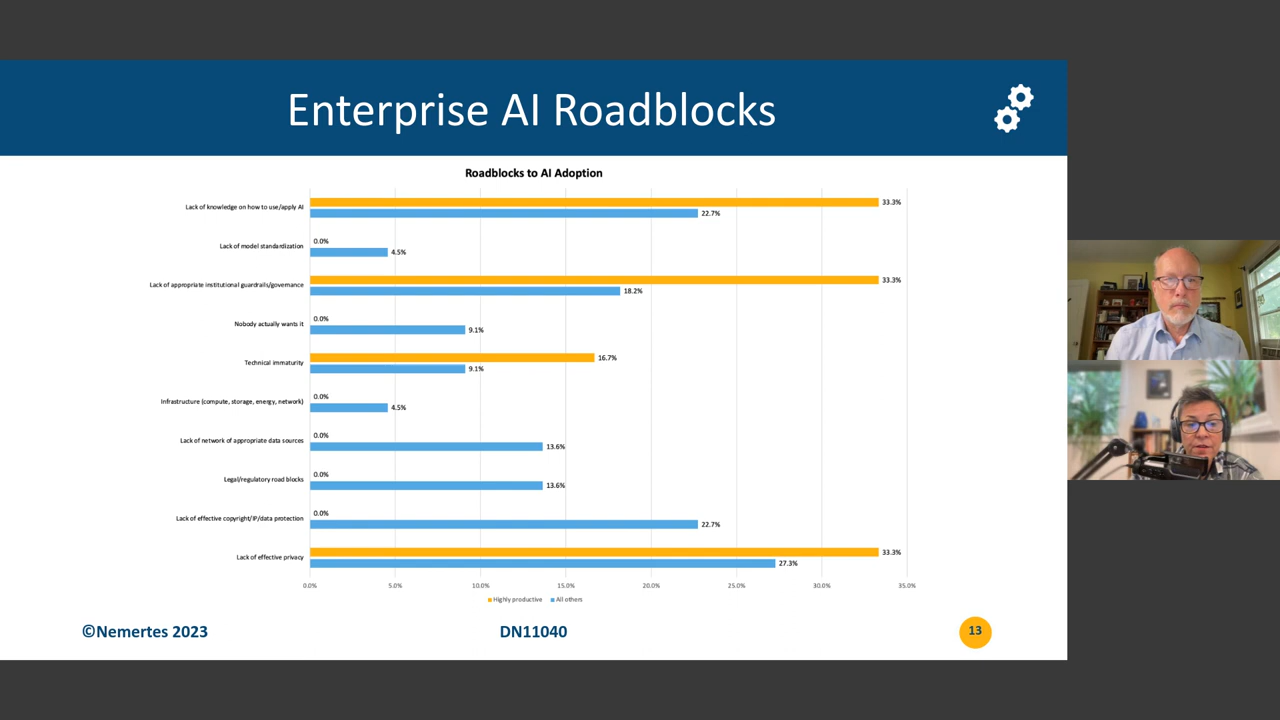 Enterprise AI Roadblocks
Roadblocks to AI Adoption
Lack of knowledge on how to use/apply AI
33.3%
22.7%
Lack of model standardization
0.0%
4.5%
Lack of appropriate institutional guardrails/governance
33.3%
18.2%
Nobody actually wants it
0.0%
9.1%
Technical immaturity
16.7%
9.1%
Infrastructure (compute, storage, energy, network)
0.0%
4.5%
Lack of network of appropriate data sources
0.0%
13.6%
Legal/regulatory road blocks
0.0%
13.6%
Lack of effective copyright/IP/data protection
0.0%
22.7%
Lack of effective privacy
33.3%
27.3%
0.0% 5.0% 10.0% 15.0% 20.0% 25.0% 30.0% 35.0%
Highly productive All others
©Nemertes 2023 DN11040 13